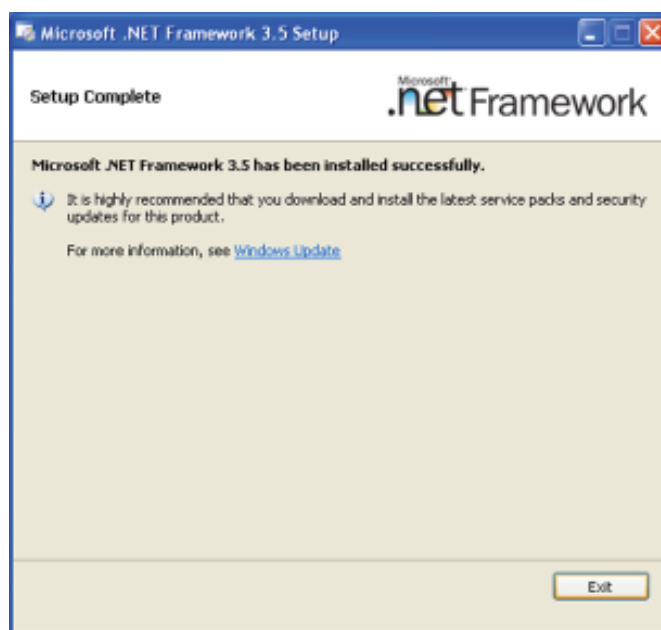 Microsoft .NET Framework 3.5 Setup
Setup Complete
Microsoft
.net Framework
Microsoft .NET Framework 3.5 has been installed successfully.
It is highly recommended that you download and install the latest service packs and security
updates for this product.
For more information, see Windows Update
Exit